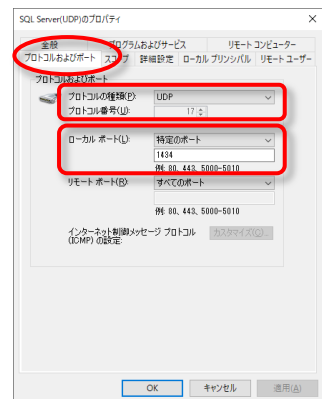 SQL Server(UDP)のプロパティ
全般 プログラムおよびサービス リモート コンピューター
プロトコルおよびポート スコープ 詳細設定 ローカル プリンシパル リモート ユーザー
プロトコルおよびポート
プロトコルの種類(P): UDP
プロトコル番号(U): 17
ローカル ポート(L): 特定のポート
1434
例: 80、443、5000-5010
リモート ポート(R): すべてのポート
例: 80、443、5000-5010
インターネット制御メッセージ プロトコル カスタマイズ(C)...
(ICMP) の設定:
OK キャンセル 適用(A)